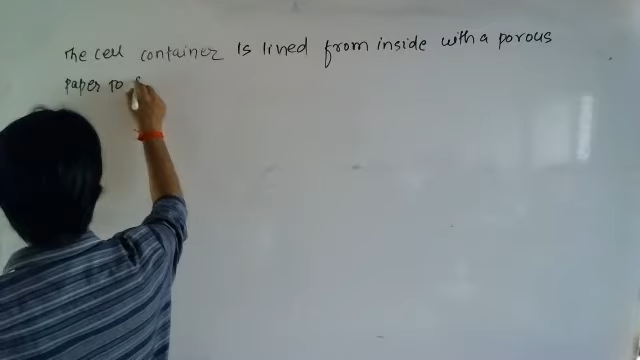 The cell container is lined from inside with a porous
paper to s